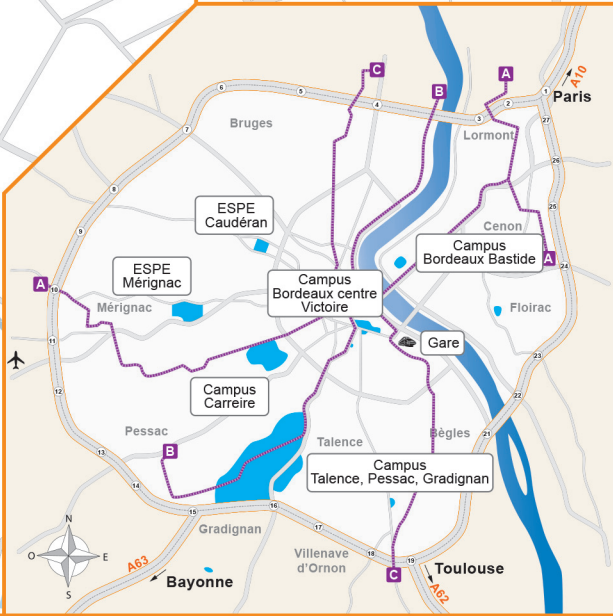 C
A
B
A10
Paris
1
2
3
4
5
6
7
8
9
10
11
12
13
14
15
16
17
18
19
21
22
23
24
25
26
27
Bruges
Lormont
ESPE
Caudéran
Cenon
Campus
Bordeaux Bastide
A
ESPE
Mérignac
Campus
Bordeaux centre
Victoire
A
Mérignac
Floirac
Gare
Campus
Carreire
Pessac
B
Talence
Bègles
Campus
Talence, Pessac, Gradignan
N
O
E
S
Gradignan
Villenave
d'Ornon
C
Toulouse
A63
Bayonne
A62